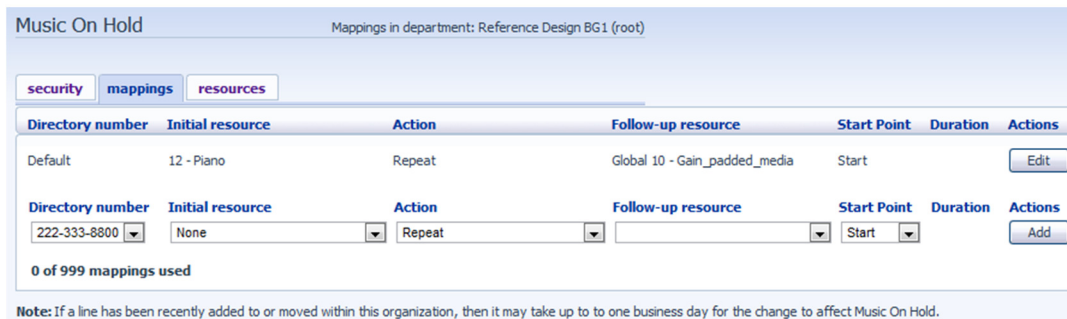 Music On Hold Mappings in department: Reference Design BG1 (root)
security mappings resources
Directory number Initial resource Action Follow-up resource Start Point Duration Actions
Default 12 - Piano Repeat Global 10 - Gain_padded_media Start Edit
Directory number Initial resource Action Follow-up resource Start Point Duration Actions
222-333-8800 None Repeat Start Add
0 of 999 mappings used
Note: If a line has been recently added to or moved within this organization, then it may take up to to one business day for the change to affect Music On Hold.